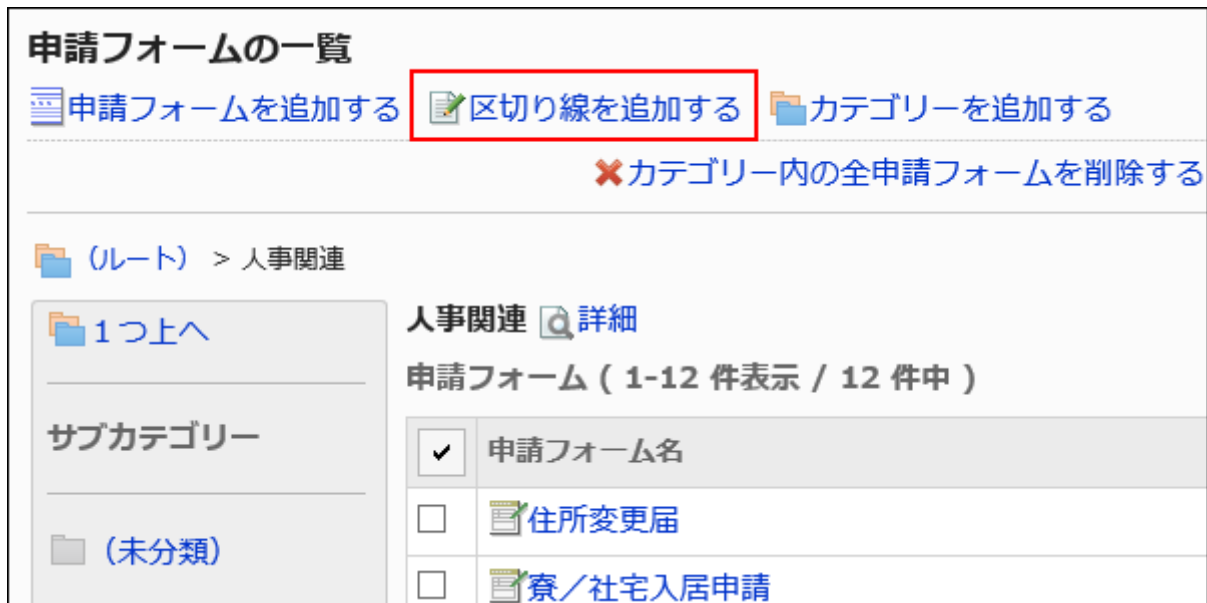 申請フォームの一覧
申請フォームを追加する 区切り線を追加する カテゴリーを追加する
カテゴリー内の全申請フォームを削除する
（ルート） > 人事関連
1つ上へ
サブカテゴリー
（未分類）
人事関連 詳細
申請フォーム ( 1-12 件表示 / 12 件中 )
申請フォーム名
住所変更届
寮／社宅入居申請